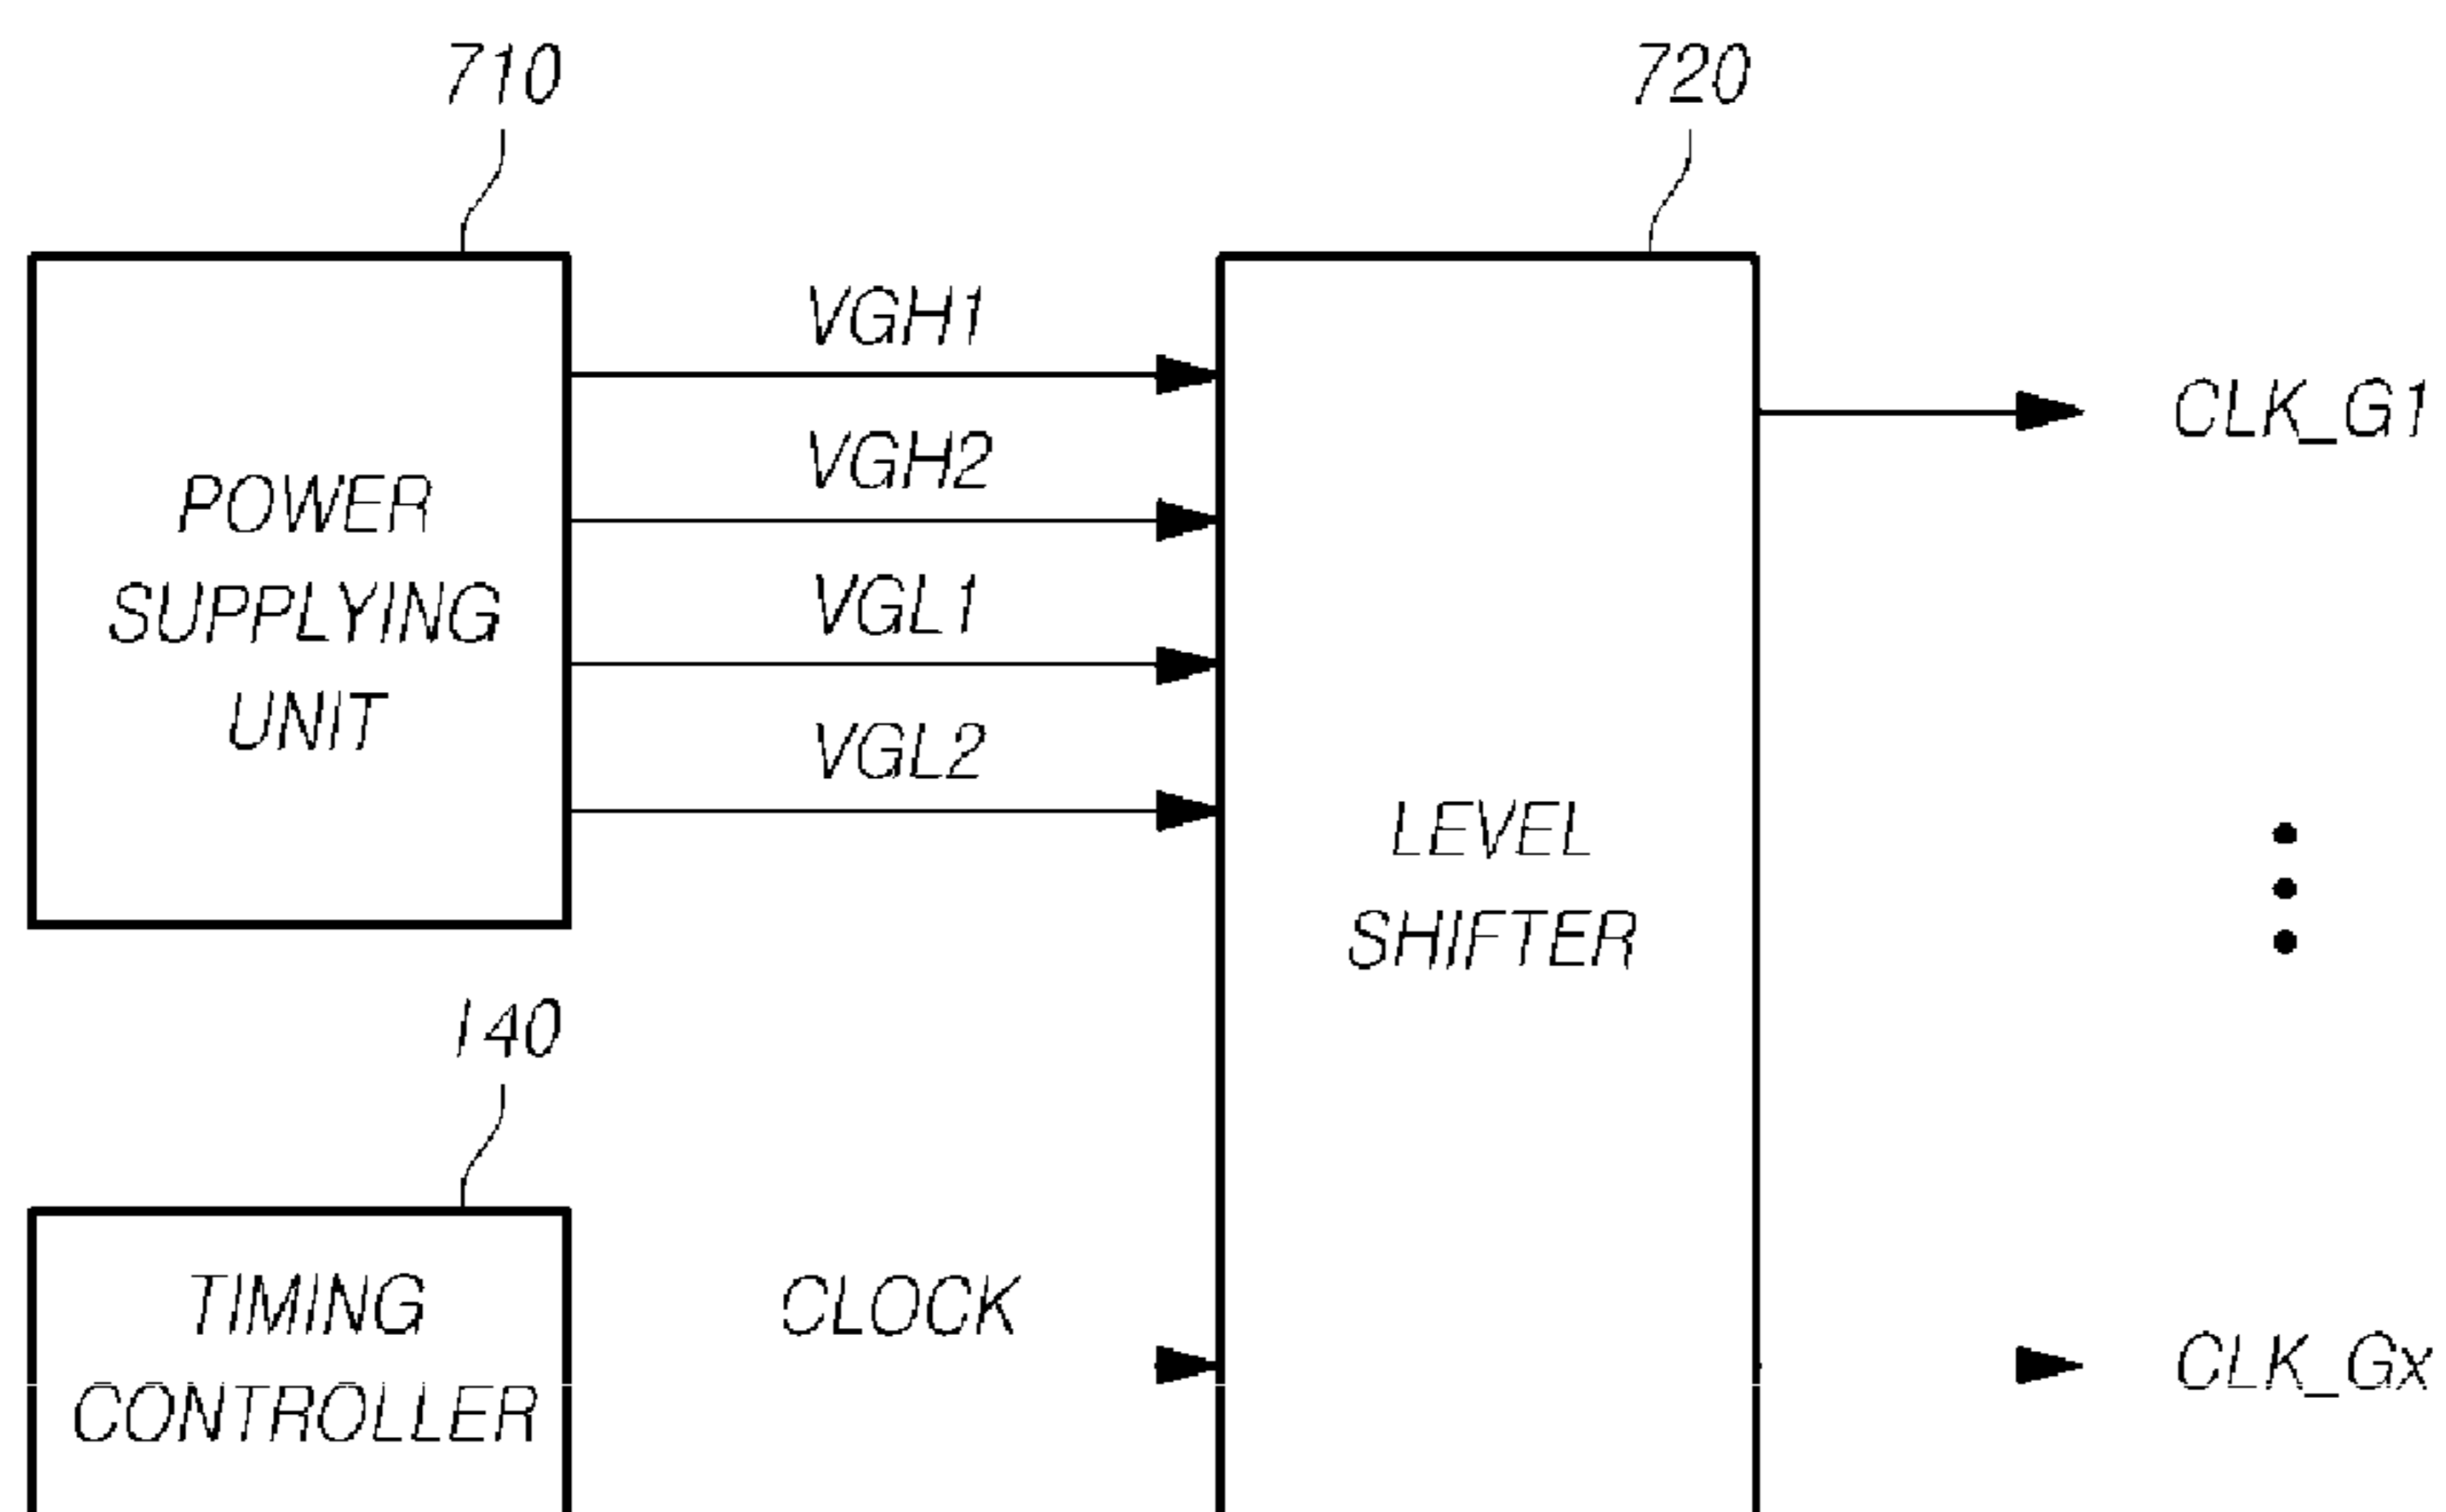 710
720
POWER
SUPPLYING
UNIT
VGH1
VGH2
VGL1
VGL2
LEVEL
SHIFTER
CLK_G1
140
TIMING
CONTROLLER
CLOCK
CLK_Gx